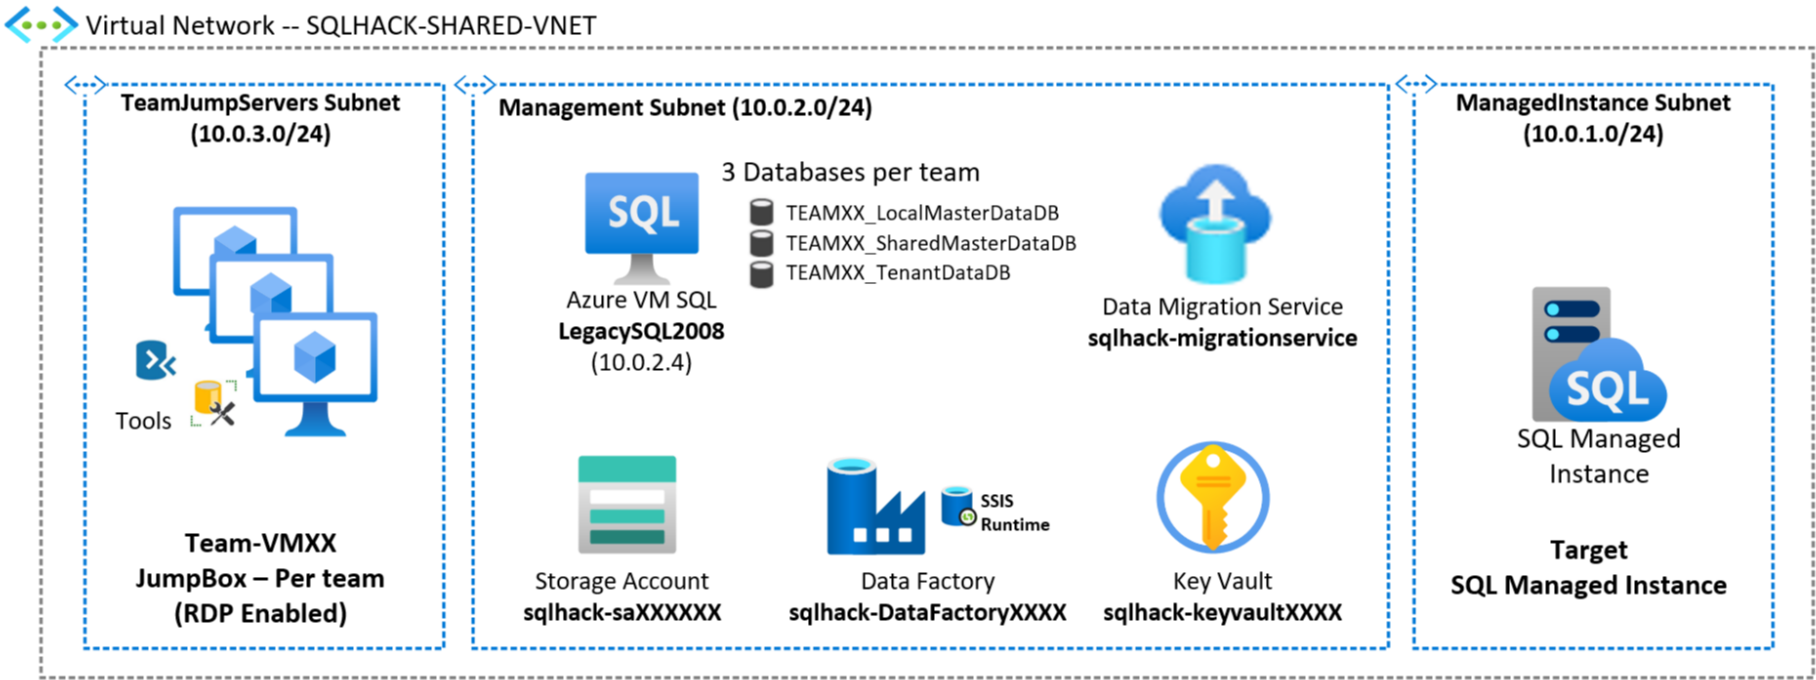 Virtual Network -- SQLHACK-SHARED-VNET
TeamJumpServers Subnet
(10.0.3.0/24)
Tools
Team-VMXX
JumpBox – Per team
(RDP Enabled)
Management Subnet (10.0.2.0/24)
SQL
Azure VM SQL
LegacySQL2008
(10.0.2.4)
3 Databases per team
TEAMXX_LocalMasterDataDB
TEAMXX_SharedMasterDataDB
TEAMXX_TenantDataDB
Data Migration Service
sqlhack-migrationservice
Storage Account
sqlhack-saXXXXXX
SSIS
Runtime
Data Factory
sqlhack-DataFactoryXXXX
Key Vault
sqlhack-keyvaultXXXX
ManagedInstance Subnet
(10.0.1.0/24)
SQL
SQL Managed
Instance
Target
SQL Managed Instance